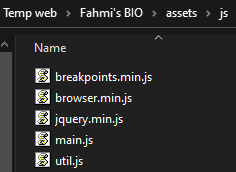 Temp web > Fahmi's BIO > assets > js
Name
breakpoints.min.js
browser.min.js
jquery.min.js
main.js
util.js